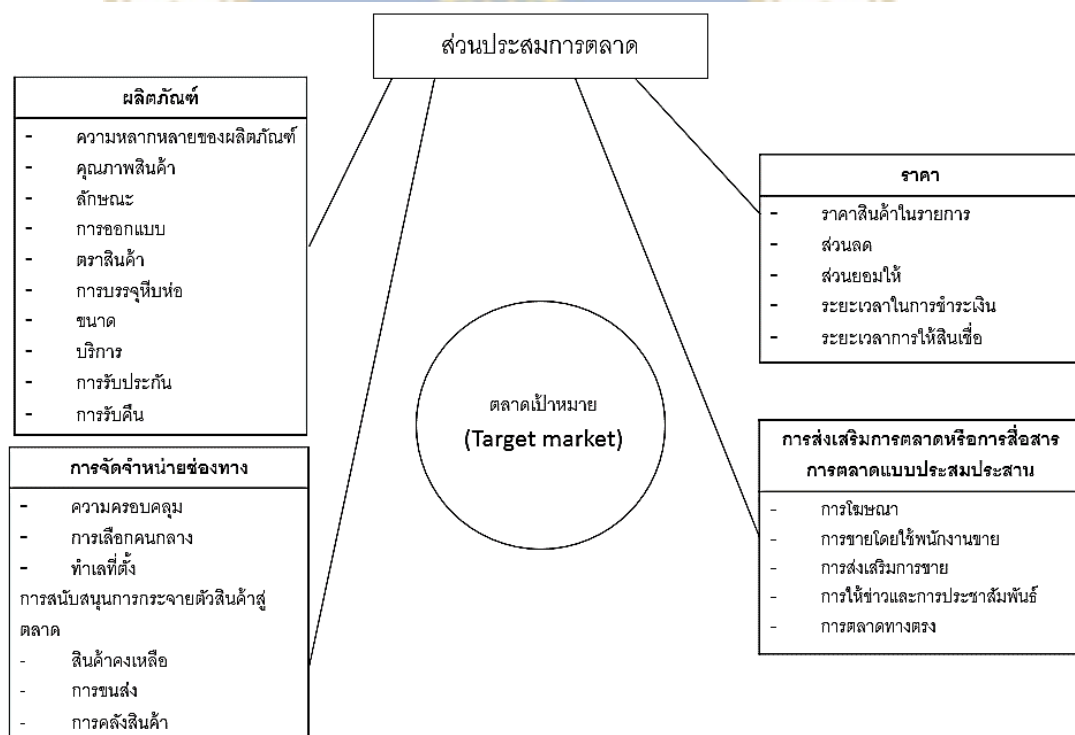 ส่วนประสมการตลาด
ผลิตภัณฑ์
- ความหลากหลายของผลิตภัณฑ์
- คุณภาพสินค้า
- ลักษณะ
- การออกแบบ
- ตราสินค้า
- การบรรจุหีบห่อ
- ขนาด
- บริการ
- การรับประกัน
- การรับคืน
ราคา
- ราคาสินค้าในรายการ
- ส่วนลด
- ส่วนยอมให้
- ระยะเวลาในการชำระเงิน
- ระยะเวลาการให้สินเชื่อ
ตลาดเป้าหมาย
(Target market)
การจัดจำหน่ายช่องทาง
- ความครอบคลุม
- การเลือกคนกลาง
- ทำเลที่ตั้ง
การสนับสนุนการกระจายตัวสินค้าสู่
ตลาด
- สินค้าคงเหลือ
- การขนส่ง
- การคลังสินค้า
การส่งเสริมการตลาดหรือการสื่อสาร
การตลาดแบบประสมประสาน
- การโฆษณา
- การขายโดยใช้พนักงานขาย
- การส่งเสริมการขาย
- การให้ข่าวและการประชาสัมพันธ์
- การตลาดทางตรง